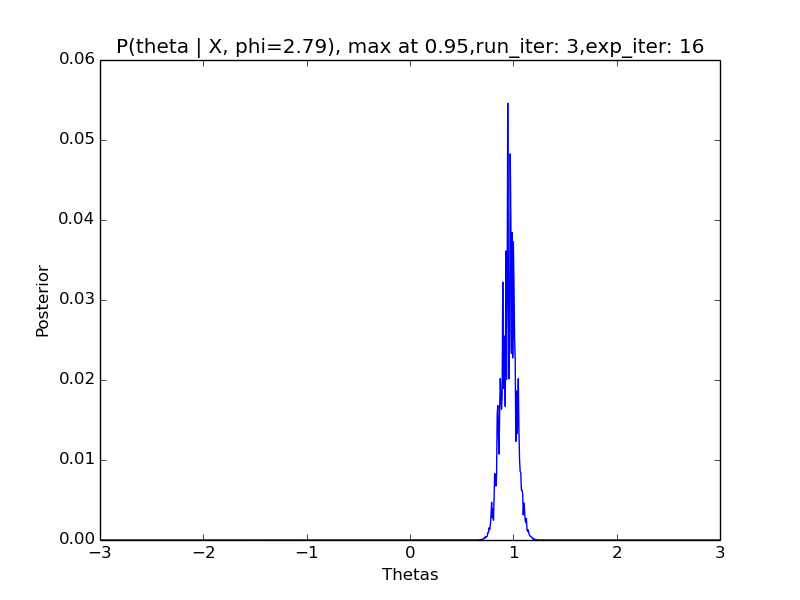 P(theta | X, phi=2.79), max at 0.95,run_iter: 3,exp_iter: 16
0.06
0.05
0.04
0.03
0.02
0.01
0.00
Posterior
−3 −2 −1 0 1 2 3
Thetas